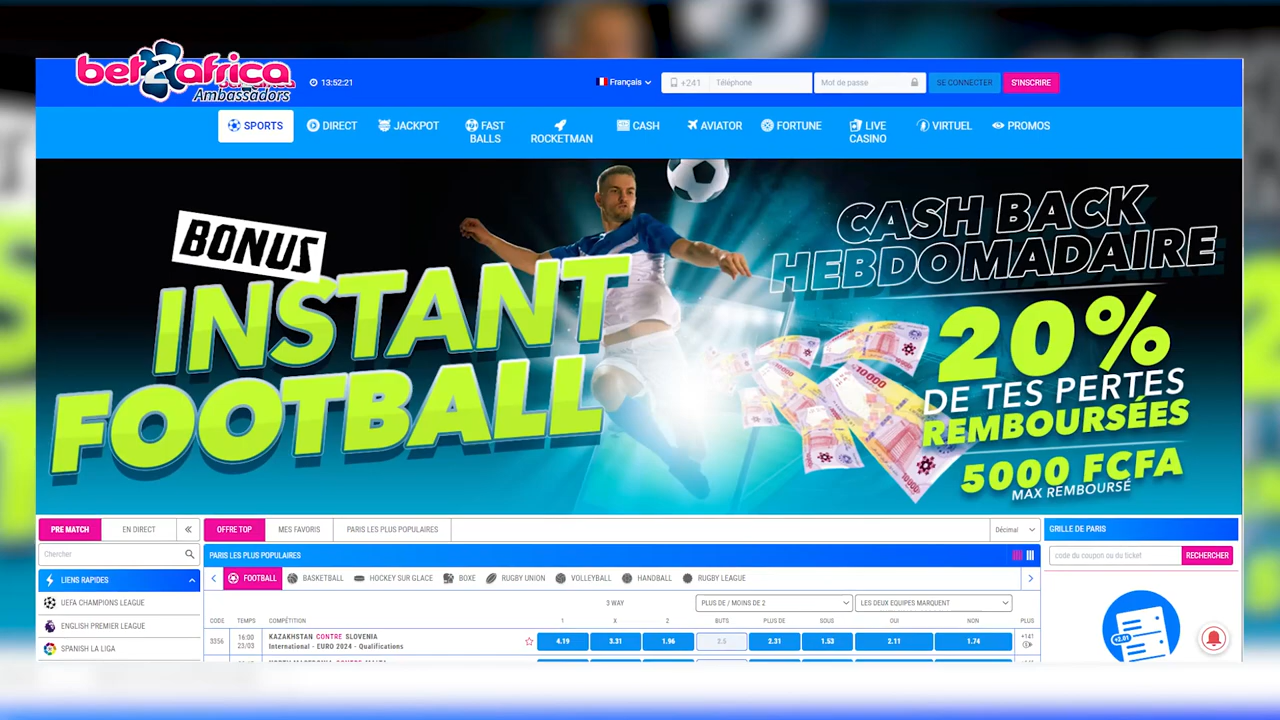 bet2africa
Ambassadors
13:52:21
Français
+241
Téléphone
Mot de passe
SE CONNECTER
S'INSCRIRE
SPORTS
DIRECT
JACKPOT
FAST
BALLS
ROCKETMAN
CASH
AVIATOR
FORTUNE
LIVE
CASINO
VIRTUEL
PROMOS
BONUS
INSTANT
FOOTBALL
CASH BACK
HEBDOMADAIRE
20%
DE TES PERTES
REMBOURSÉES
5000 FCFA
MAX REMBOURSÉ
10000
PRE MATCH
EN DIRECT
OFFRE TOP
MES FAVORIS
PARIS LES PLUS POPULAIRES
Décimal
GRILLE DE PARIS
Chercher
PARIS LES PLUS POPULAIRES
code du coupon ou du ticket
RECHERCHER
LIENS RAPIDES
FOOTBALL
BASKETBALL
HOCKEY SUR GLACE
BOXE
RUGBY UNION
VOLLEYBALL
HANDBALL
RUGBY LEAGUE
UEFA CHAMPIONS LEAGUE
ENGLISH PREMIER LEAGUE
SPANISH LA LIGA
3 WAY
PLUS DE / MOINS DE 2
LES DEUX EQUIPES MARQUENT
CODE TEMPS COMPÉTITION 1 X 2 BUTS PLUS DE MOINS DE OUI NON PLUS
3356 16:00 KAZAKHSTAN CONTRE SLOVENIA 4.19 3.31 1.96 2.5 2.31 1.53 2.11 1.74 +141
23/03 International - EURO 2024 - Qualifications
+2.01